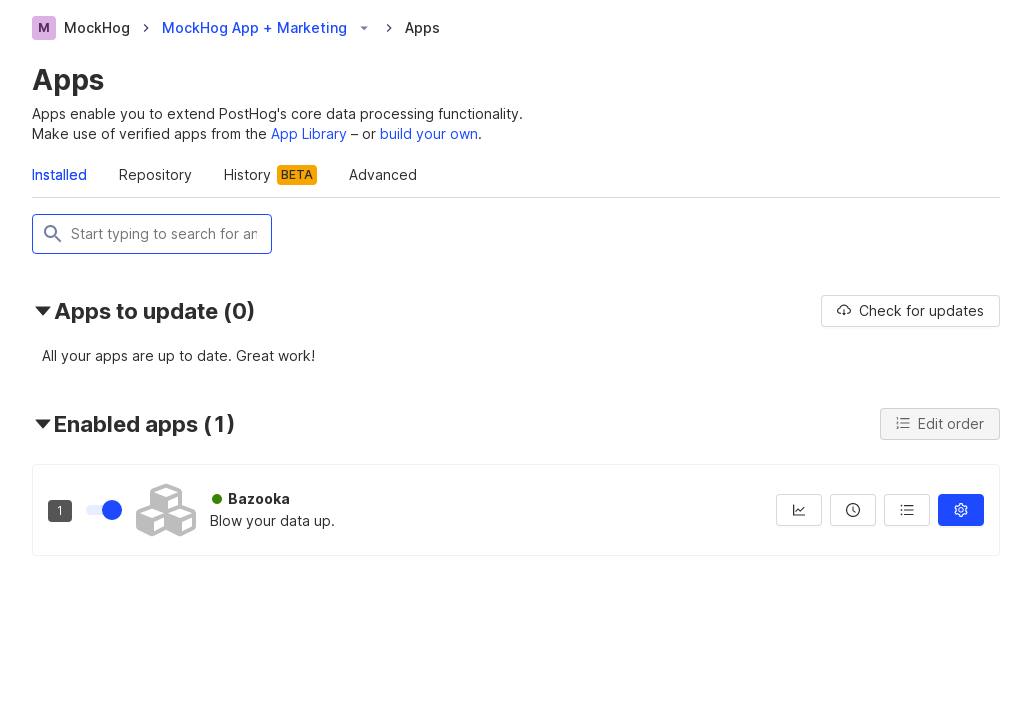 M MockHog MockHog App + Marketing Apps
Apps
Apps enable you to extend PostHog's core data processing functionality.
Make use of verified apps from the App Library – or build your own.
Installed Repository History BETA Advanced
Start typing to search for an
Apps to update (0) Check for updates
All your apps are up to date. Great work!
Enabled apps (1) Edit order
1 Bazooka
Blow your data up.